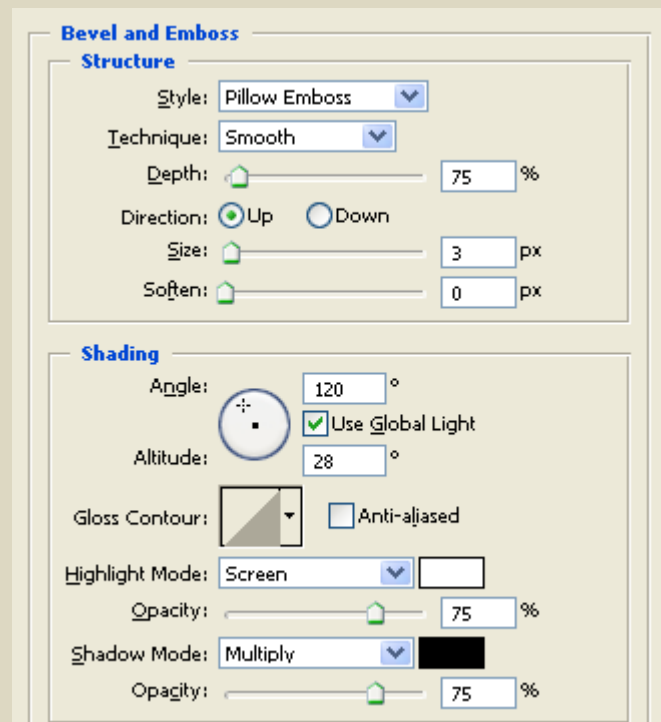 Bevel and Emboss
Structure
Style: Pillow Emboss
Technique: Smooth
Depth: 75 %
Direction: Up Down
Size: 3 px
Soften: 0 px
Shading
Angle: 120 °
Use Global Light
Altitude: 28 °
Gloss Contour: Anti-aliased
Highlight Mode: Screen
Opacity: 75 %
Shadow Mode: Multiply
Opacity: 75 %